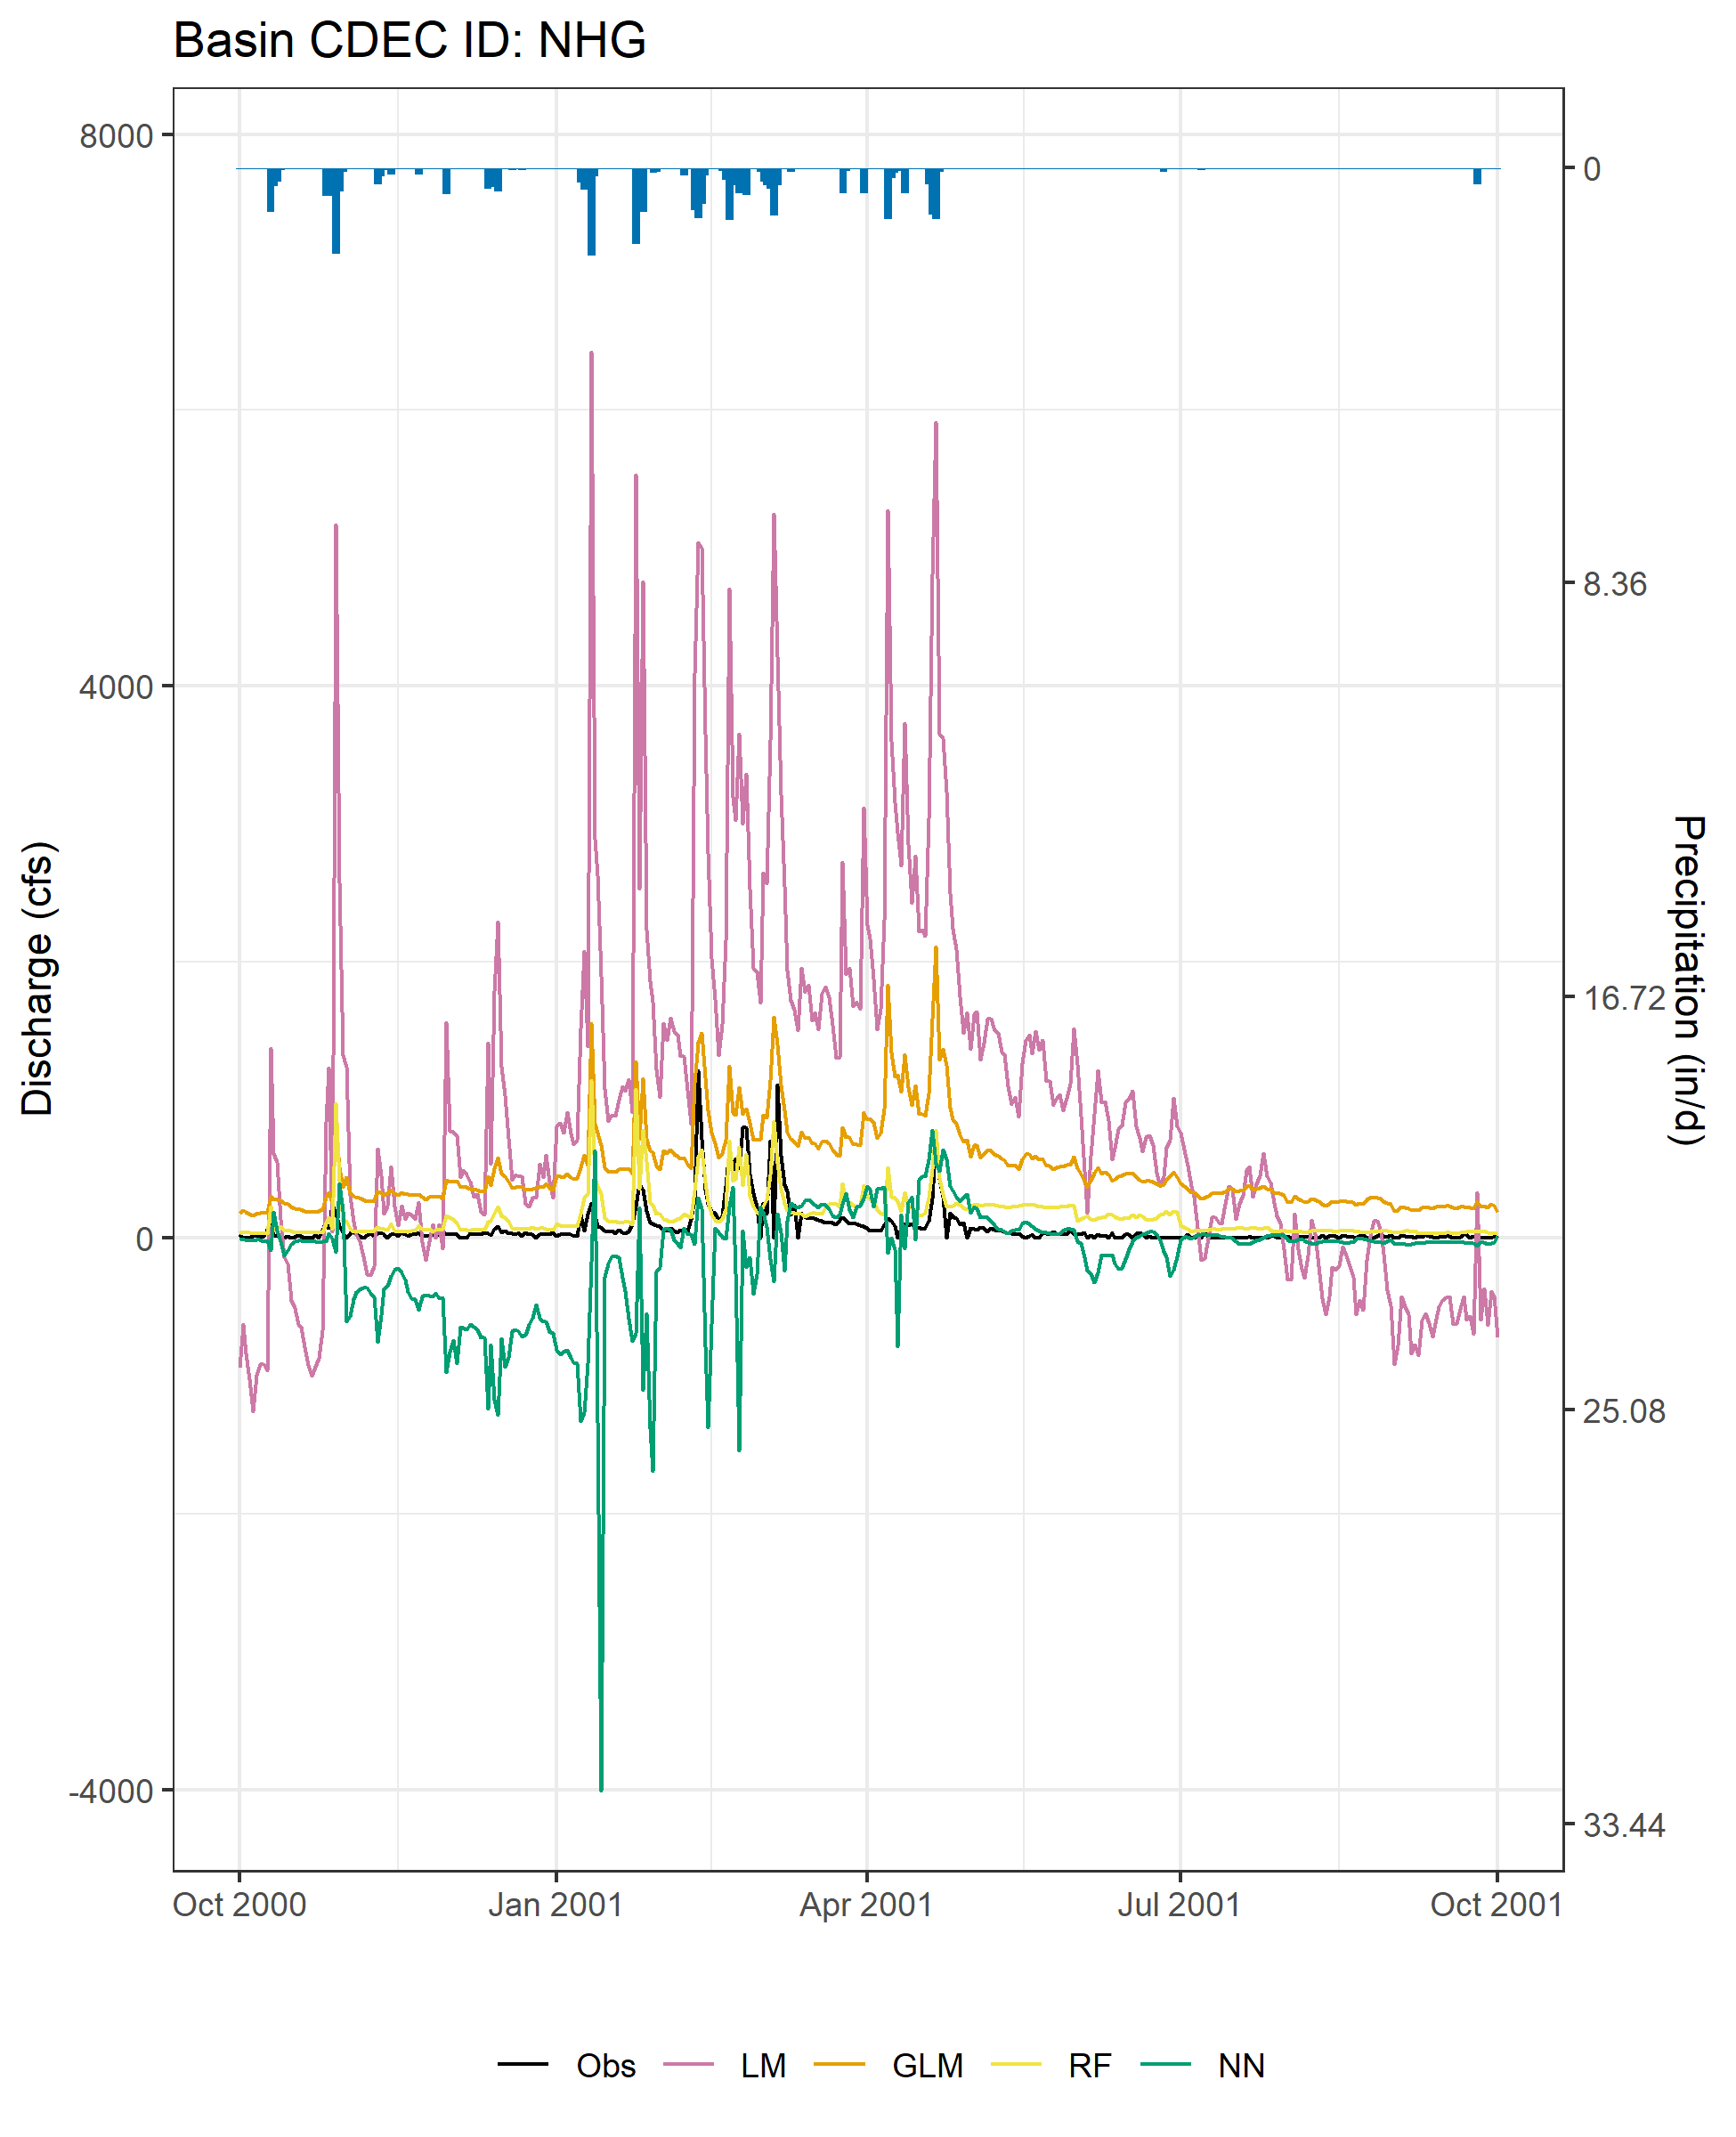 Basin CDEC ID: NHG
8000
4000
0
-4000
Discharge (cfs)
0
8.36
16.72
25.08
33.44
Precipitation (in/d)
Oct 2000 Jan 2001 Apr 2001 Jul 2001 Oct 2001
Obs LM GLM RF NN